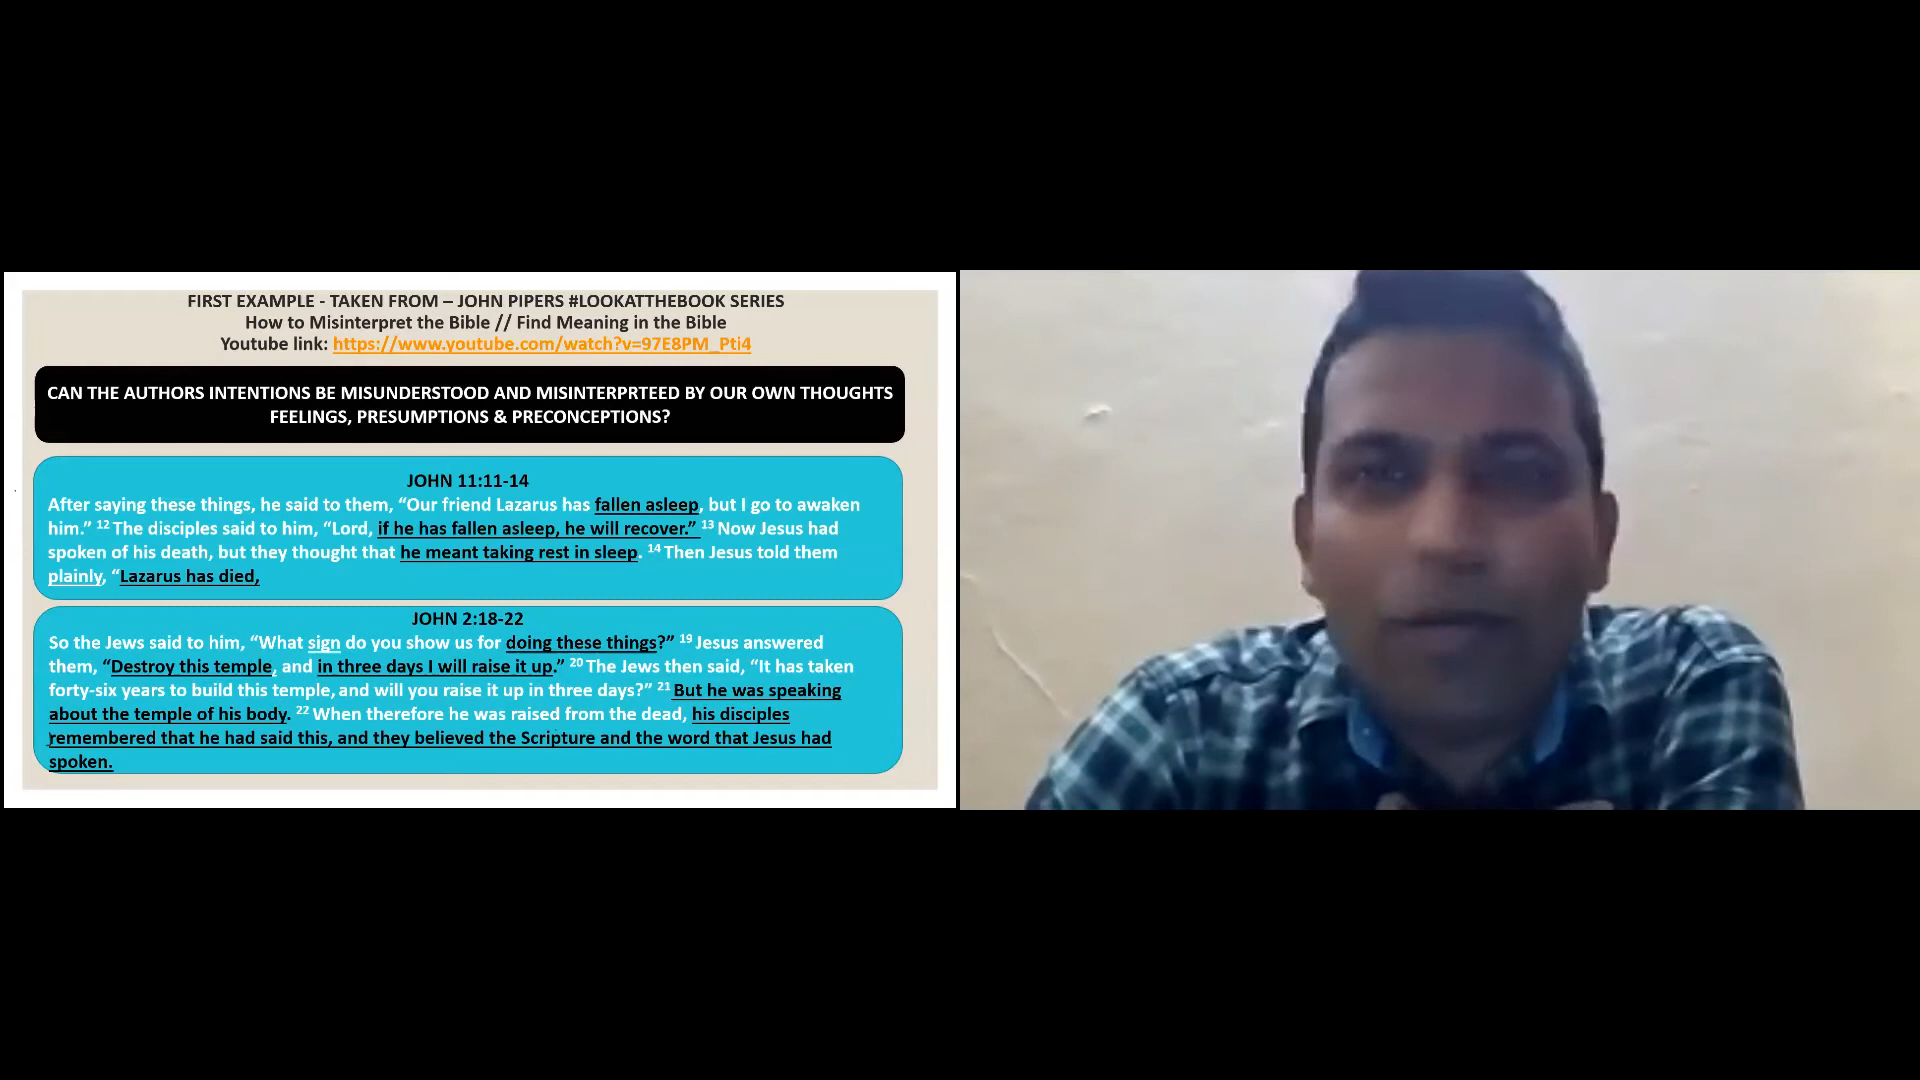 FIRST EXAMPLE - TAKEN FROM – JOHN PIPERS #LOOKATTHEBOOK SERIES
How to Misinterpret the Bible // Find Meaning in the Bible
Youtube link: https://www.youtube.com/watch?v=97E8PM_Pti4
CAN THE AUTHORS INTENTIONS BE MISUNDERSTOOD AND MISINTERPRTEED BY OUR OWN THOUGHTS
FEELINGS, PRESUMPTIONS & PRECONCEPTIONS?
JOHN 11:11-14
After saying these things, he said to them, “Our friend Lazarus has fallen asleep, but I go to awaken
him.” 12 The disciples said to him, “Lord, if he has fallen asleep, he will recover.” 13 Now Jesus had
spoken of his death, but they thought that he meant taking rest in sleep. 14 Then Jesus told them
plainly, “Lazarus has died,
JOHN 2:18-22
So the Jews said to him, “What sign do you show us for doing these things?” 19 Jesus answered
them, “Destroy this temple, and in three days I will raise it up.” 20 The Jews then said, “It has taken
forty-six years to build this temple, and will you raise it up in three days?” 21 But he was speaking
about the temple of his body. 22 When therefore he was raised from the dead, his disciples
remembered that he had said this, and they believed the Scripture and the word that Jesus had
spoken.